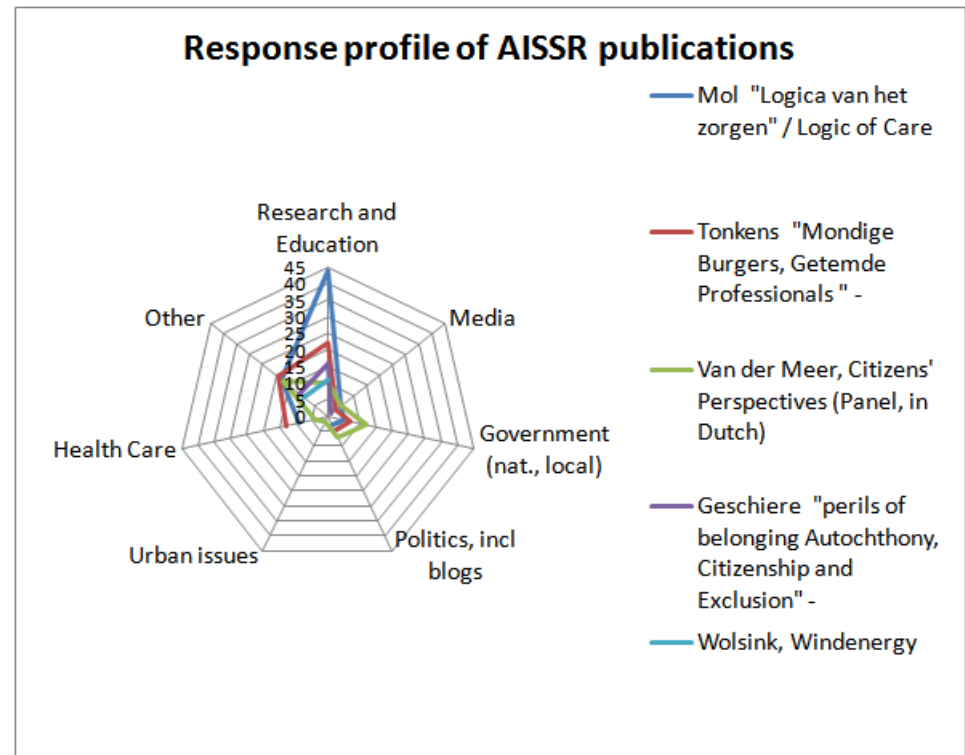 Response profile of AISSR publications
Mol "Logica van het
zorgen" / Logic of Care
Research and
Education
45
40
35
30
25
20
15
10
5
0
Media
Other
Tonkens "Mondige
Burgers, Getemde
Professionals " -
Van der Meer, Citizens'
Perspectives (Panel, in
Dutch)
Government
(nat., local)
Health Care
Politics, incl
blogs
Urban issues
Geschiere "perils of
belonging Autochthony,
Citizenship and
Exclusion" -
Wolsink, Windenergy